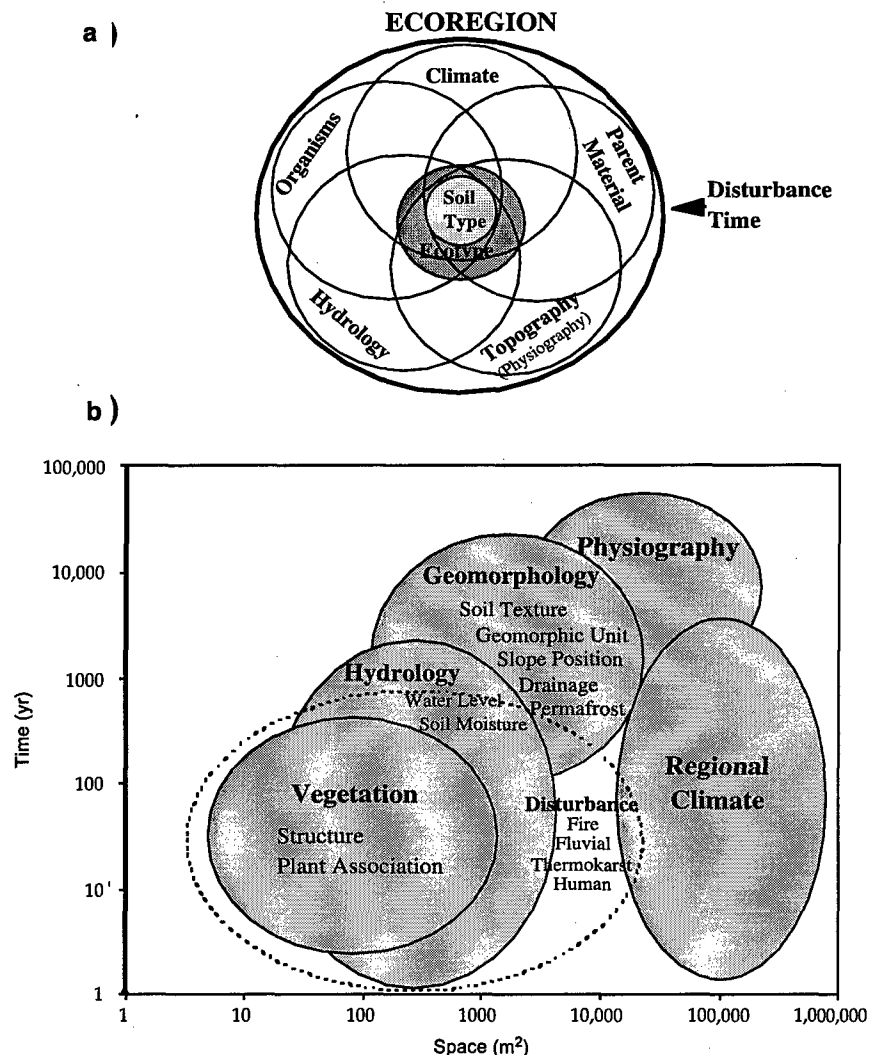 a )
ECOREGION
Climate
Organisms
Parent
Material
Soil
Type
Ecotype
Disturbance
Time
Hydrology
Topography
(Physiography)
b )
100,000
10,000
1000
100
10
1
Time (yr)
Physiography
Geomorphology
Soil Texture
Geomorphic Unit
Slope Position
Drainage
Permafrost
Hydrology
Water Level
Soil Moisture
Regional
Climate
Vegetation
Structure
Plant Association
Disturbance
Fire
Fluvial
Thermokarst
Human
1
10
100
1000
10,000
100,000
1,000,000
Space (m²)